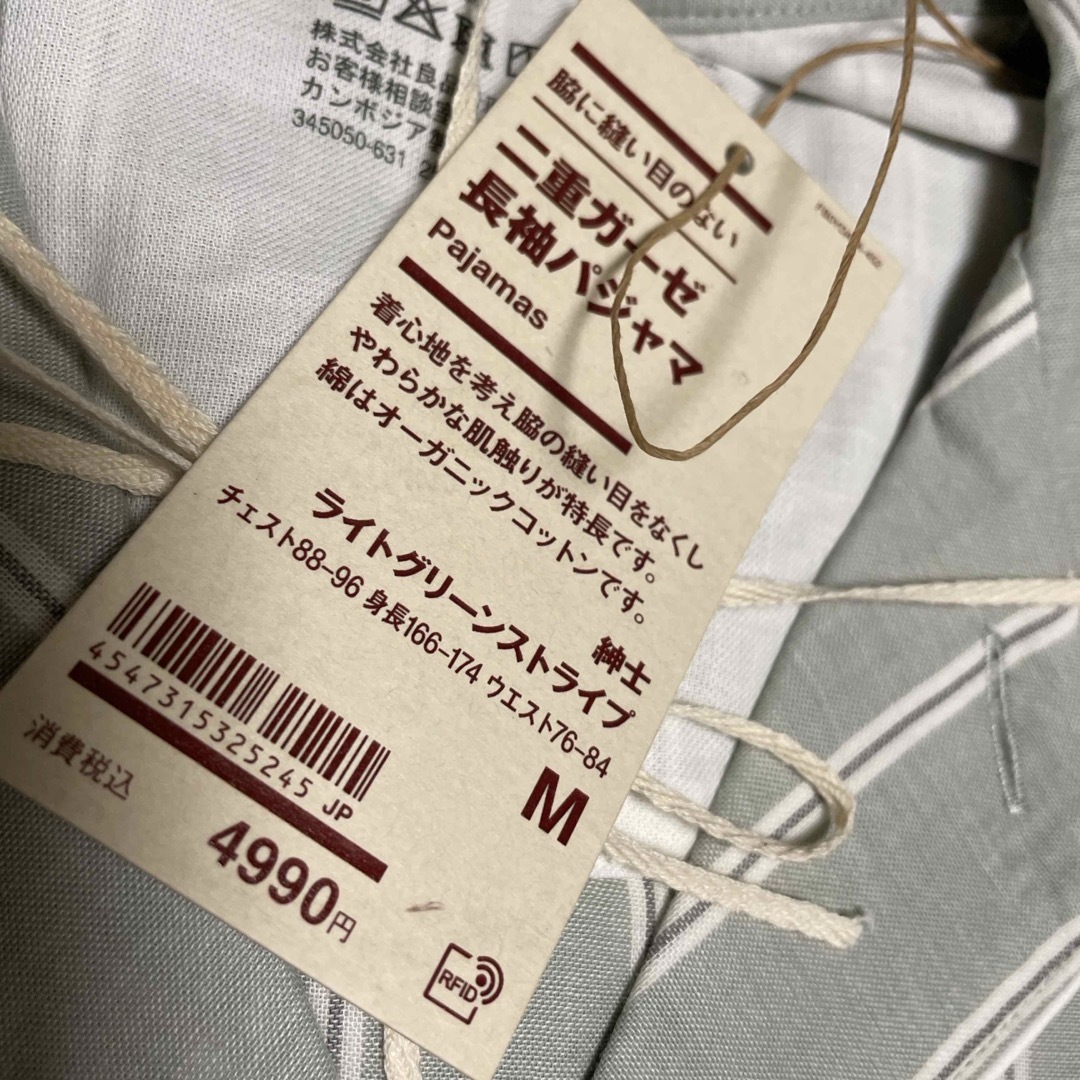 株式会社良品
お客様相談室
カンボジア
345050-631 2
脇に縫い目のない
二重ガーゼ
長袖パジャマ
Pajamas
着心地を考え脇の縫い目をなくし
やわらかな肌触りが特長です。
綿はオーガニックコットンです。
紳士
ライトグリーンストライプ
チェスト88-96 身長166-174 ウエスト76-84
M
4547315325245 JP
消費税込
4990円
RFID